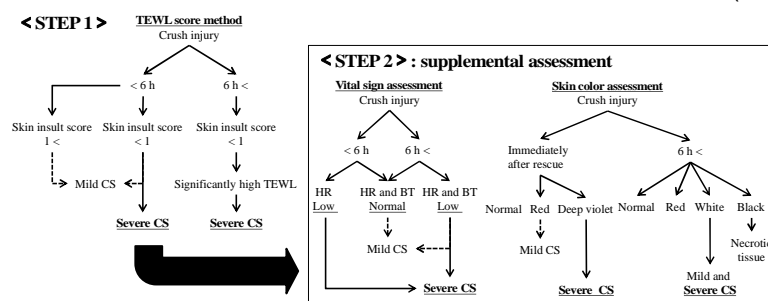 <STEP 1>
TEWL score method
Crush injury
< 6 h
6 h <
Skin insult score
1 <
Skin insult score
< 1
Skin insult score
< 1
Mild CS
Significantly high TEWL
Severe CS
Severe CS
<STEP 2> : supplemental assessment
Vital sign assessment
Crush injury
< 6 h
6 h <
HR
Low
HR and BT
Normal
HR and BT
Low
Mild CS
Severe CS
Skin color assessment
Crush injury
Immediately
after rescue
6 h <
Normal Red Deep violet
Normal Red White Black
Mild CS
Necrotic
tissue
Severe CS
Mild and
Severe CS